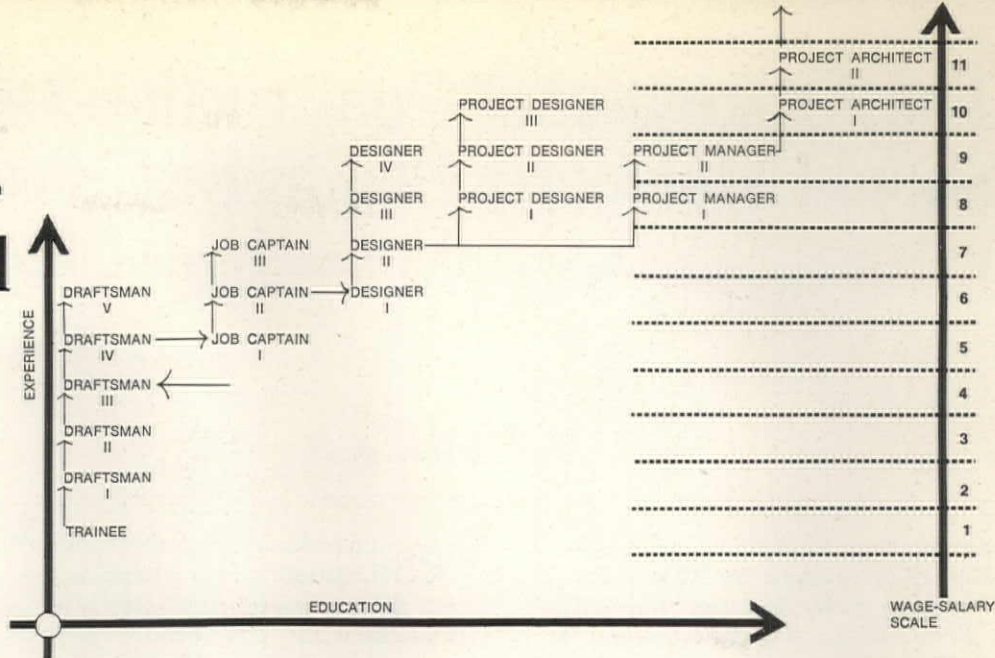 PROJECT ARCHITECT
II
11
PROJECT DESIGNER
III
PROJECT ARCHITECT
I
10
DESIGNER
IV
PROJECT DESIGNER
II
PROJECT MANAGER
II
9
DESIGNER
III
PROJECT DESIGNER
I
PROJECT MANAGER
I
8
JOB CAPTAIN
III
DESIGNER
II
7
DRAFTSMAN
V
JOB CAPTAIN
II
DESIGNER
I
6
DRAFTSMAN
IV
JOB CAPTAIN
I
5
DRAFTSMAN
III
4
DRAFTSMAN
II
3
DRAFTSMAN
I
2
TRAINEE
1
EXPERIENCE
EDUCATION
WAGE-SALARY
SCALE